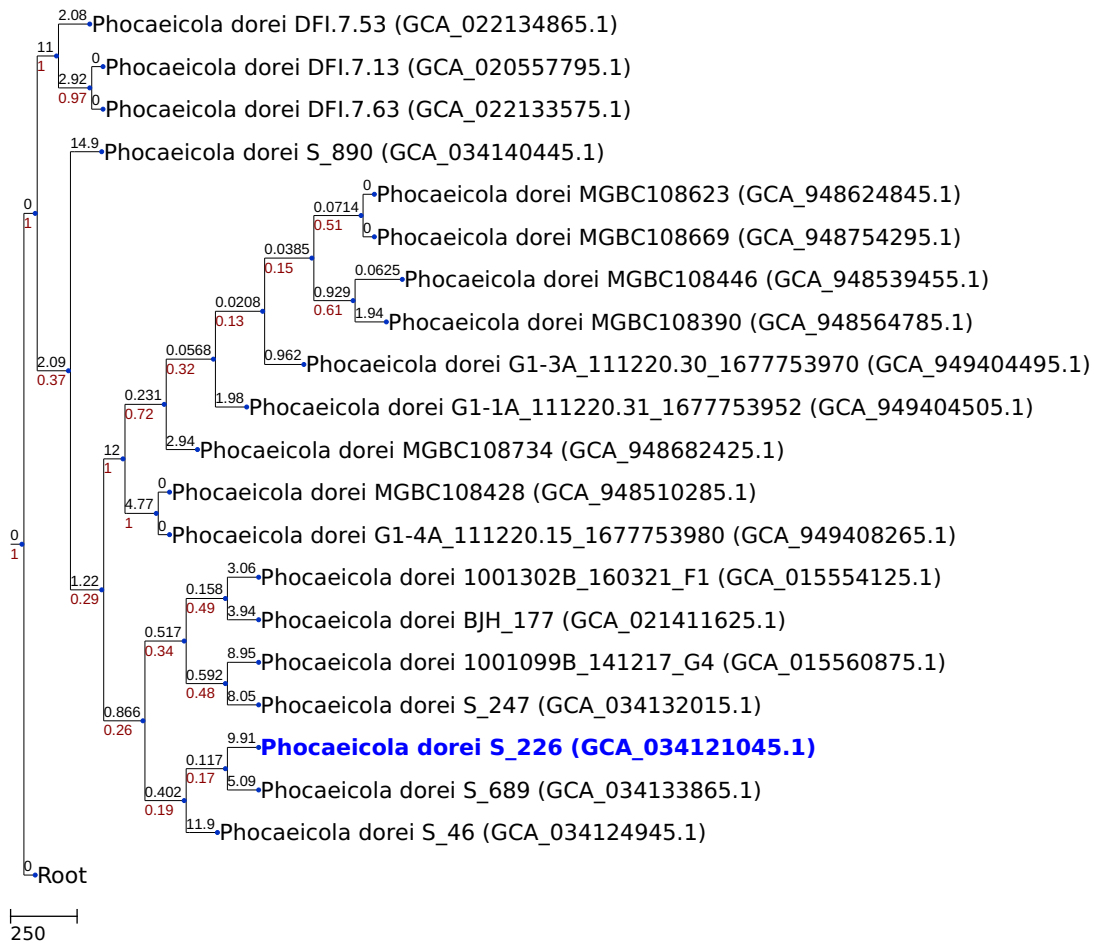 2.08
Phocaeicola dorei DFI.7.53 (GCA_022134865.1)
11
1
0
Phocaeicola dorei DFI.7.13 (GCA_020557795.1)
2.92
0.97
0
Phocaeicola dorei DFI.7.63 (GCA_022133575.1)
14.9
Phocaeicola dorei S_890 (GCA_034140445.1)
0
Phocaeicola dorei MGBC108623 (GCA_948624845.1)
0
1
0.0714
0.51
0
Phocaeicola dorei MGBC108669 (GCA_948754295.1)
0.0385
0.15
0.0625
Phocaeicola dorei MGBC108446 (GCA_948539455.1)
0.929
0.61
0.0208
0.13
1.94
Phocaeicola dorei MGBC108390 (GCA_948564785.1)
0.0568
0.32
0.962
Phocaeicola dorei G1-3A_111220.30_1677753970 (GCA_949404495.1)
2.09
0.37
0.231
0.72
1.98
Phocaeicola dorei G1-1A_111220.31_1677753952 (GCA_949404505.1)
2.94
Phocaeicola dorei MGBC108734 (GCA_948682425.1)
12
1
0
Phocaeicola dorei MGBC108428 (GCA_948510285.1)
4.77
1
0
Phocaeicola dorei G1-4A_111220.15_1677753980 (GCA_949408265.1)
0
1
3.06
Phocaeicola dorei 1001302B_160321_F1 (GCA_015554125.1)
1.22
0.29
0.158
0.49
3.94
Phocaeicola dorei BJH_177 (GCA_021411625.1)
0.517
0.34
8.95
Phocaeicola dorei 1001099B_141217_G4 (GCA_015560875.1)
0.592
0.48
8.05
Phocaeicola dorei S_247 (GCA_034132015.1)
0.866
0.26
9.91
Phocaeicola dorei S_226 (GCA_034121045.1)
0.117
0.17
5.09
Phocaeicola dorei S_689 (GCA_034133865.1)
0.402
0.19
11.9
Phocaeicola dorei S_46 (GCA_034124945.1)
0
Root
250